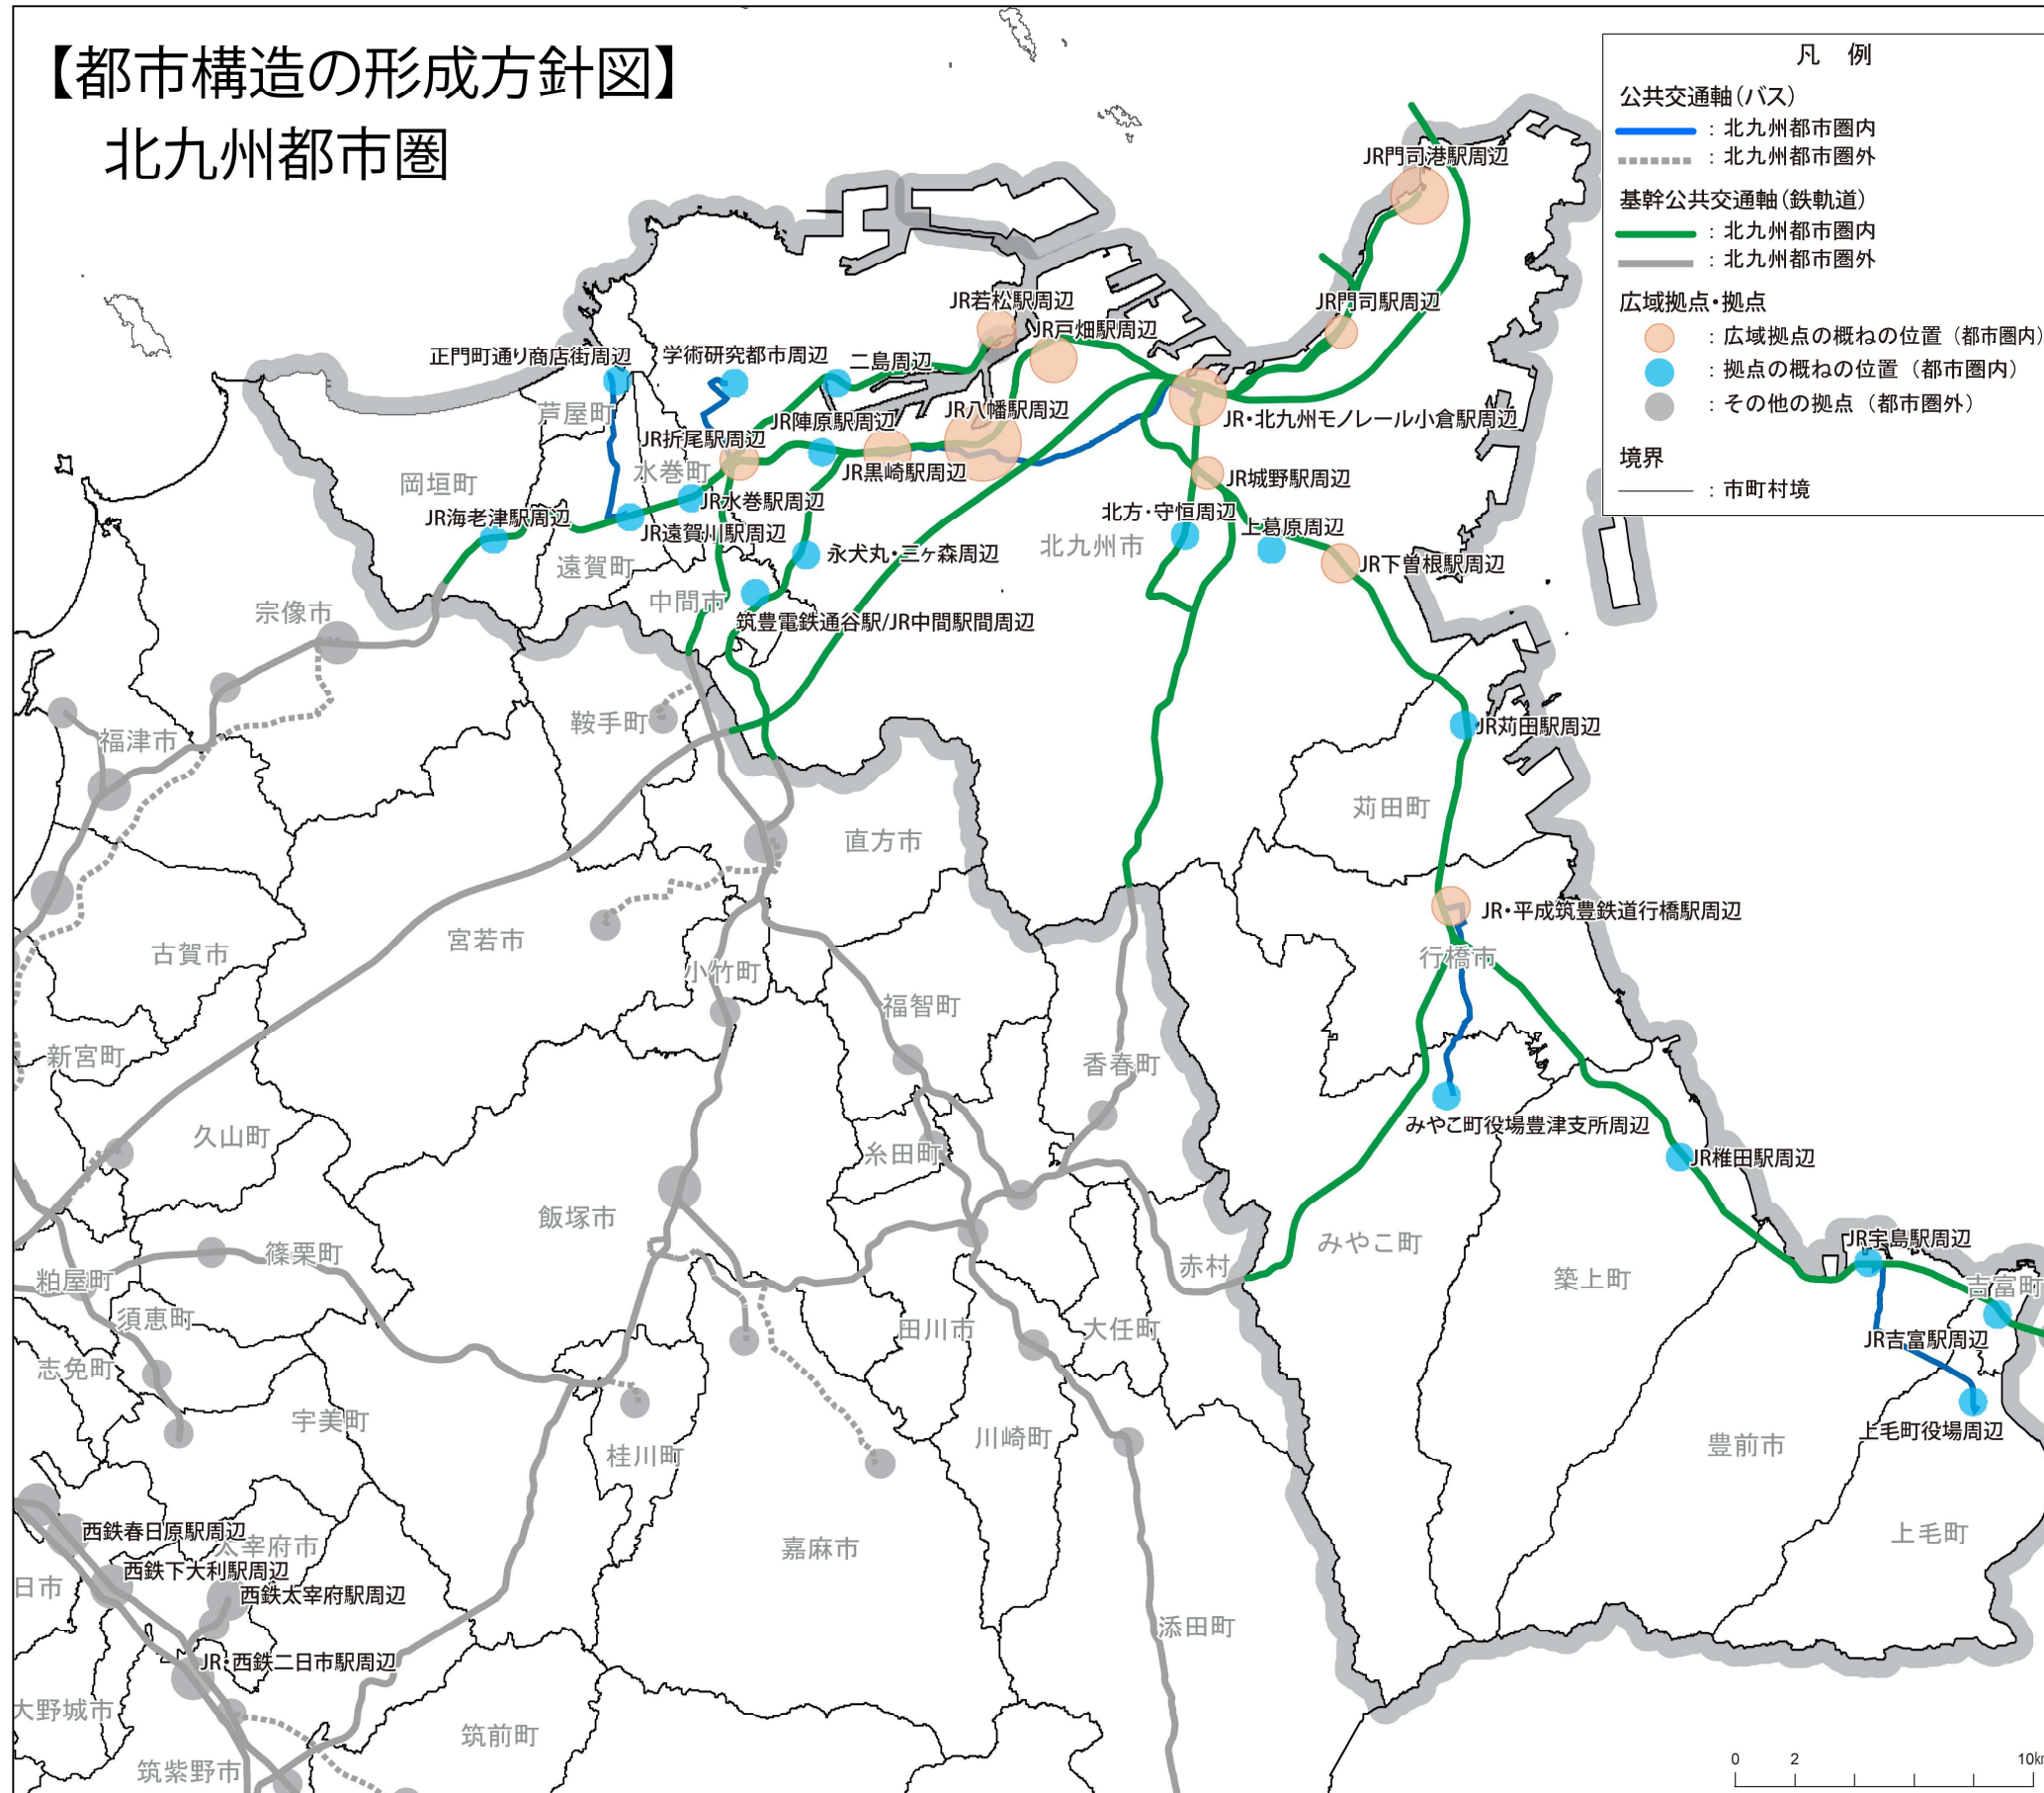 【都市構造の形成方針図】
北九州都市圏
凡 例
公共交通軸(バス)
：北九州都市圏内
：北九州都市圏外
基幹公共交通軸(鉄軌道)
：北九州都市圏内
：北九州都市圏外
広域拠点・拠点
：広域拠点の概ねの位置（都市圏内）
：拠点の概ねの位置（都市圏内）
：その他の拠点（都市圏外）
境界
：市町村境
JR門司港駅周辺
JR門司駅周辺
JR若松駅周辺
JR戸畑駅周辺
正門町通り商店街周辺
学術研究都市周辺
二島周辺
芦屋町
JR陣原駅周辺
JR八幡駅周辺
JR・北九州モノレール小倉駅周辺
JR折尾駅周辺
水巻町
JR黒崎駅周辺
JR城野駅周辺
岡垣町
JR水巻駅周辺
JR海老津駅周辺
JR遠賀川駅周辺
北方・守恒周辺
上葛原周辺
北九州市
永犬丸・三ヶ森周辺
JR下曽根駅周辺
遠賀町
中間市
宗像市
筑豊電鉄通谷駅/JR中間駅間周辺
鞍手町
福津市
JR苅田駅周辺
苅田町
直方市
宮若市
古賀市
JR・平成筑豊鉄道行橋駅周辺
行橋市
小竹町
福智町
新宮町
香春町
みやこ町役場豊津支所周辺
久山町
糸田町
JR椎田駅周辺
飯塚市
みやこ町
JR宇島駅周辺
篠栗町
赤村
築上町
粕屋町
吉富町
須恵町
田川市
大任町
JR吉富駅周辺
志免町
宇美町
川崎町
上毛町役場周辺
桂川町
豊前市
西鉄春日原駅周辺
太宰府市
嘉麻市
上毛町
西鉄下大利駅周辺
日市
西鉄太宰府駅周辺
添田町
JR・西鉄二日市駅周辺
大野城市
筑前町
筑紫野市
0 2 10km